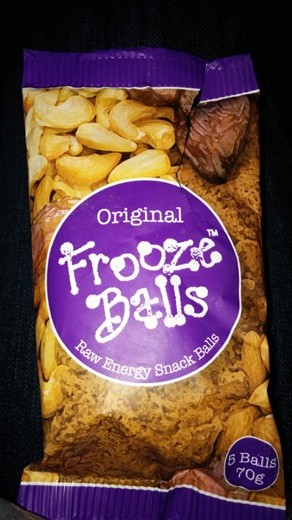 Original
Frooze™
Balls
Raw Energy Snack Balls
5 Balls
70g